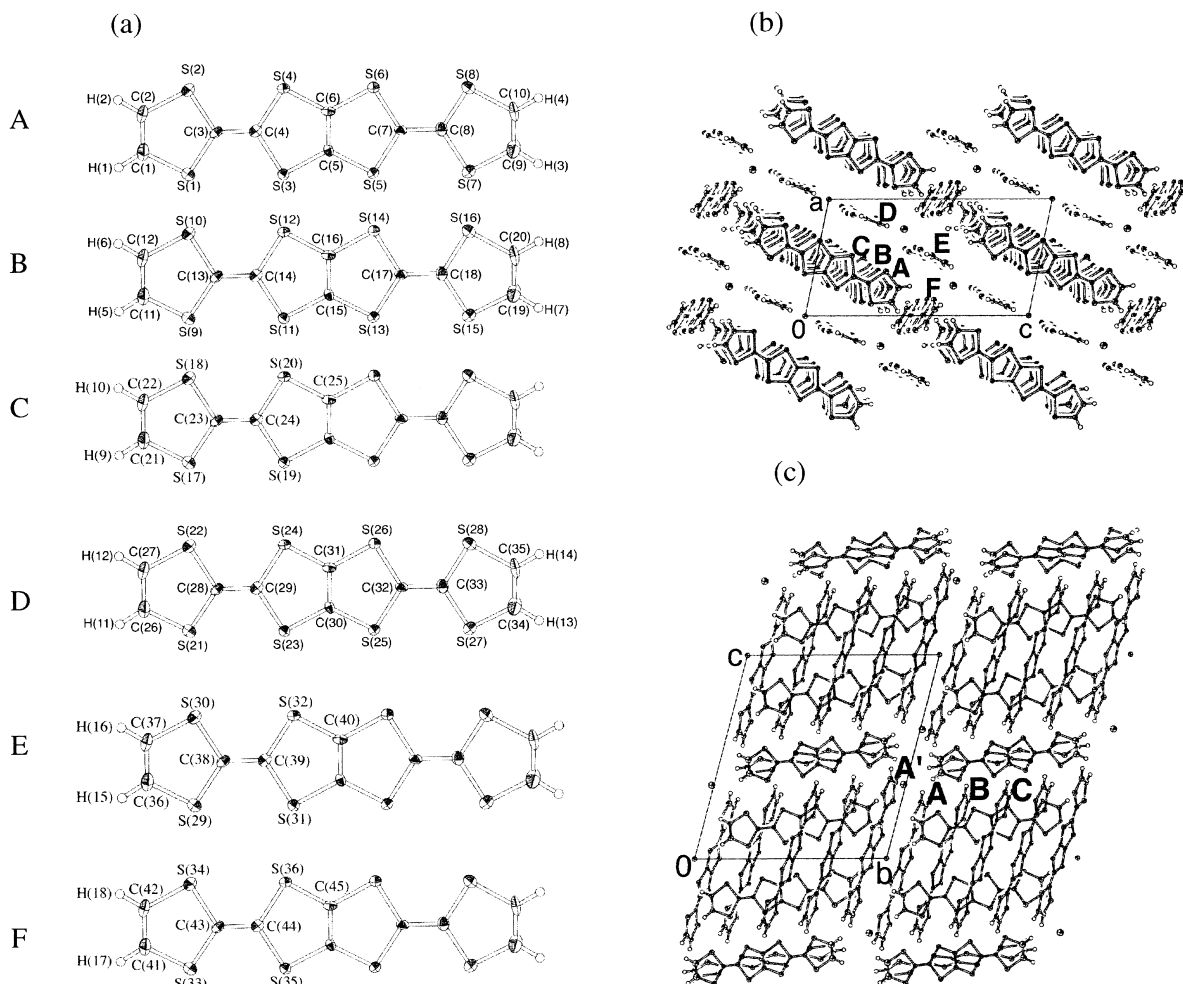 (a)
A
S(2) S(4) S(6) S(8)
H(2) C(2) C(6) C(10) H(4)
C(3) C(4) C(7) C(8)
H(1) C(1) C(5) C(9) H(3)
S(1) S(3) S(5) S(7)
B
S(10) S(12) S(14) S(16)
H(6) C(12) C(16) C(20) H(8)
C(13) C(14) C(17) C(18)
H(5) C(11) C(15) C(19) H(7)
S(9) S(11) S(13) S(15)
C
S(18) S(20)
H(10) C(22) C(25)
C(23) C(24)
H(9) C(21)
S(17) S(19)
D
S(22) S(24) S(26) S(28)
H(12) C(27) C(31) C(35) H(14)
C(28) C(29) C(32) C(33)
H(11) C(26) C(30) C(34) H(13)
S(21) S(23) S(25) S(27)
E
S(30) S(32)
H(16) C(37) C(40)
C(38) C(39)
H(15) C(36)
S(29) S(31)
F
S(34) S(36)
H(18) C(42) C(45)
C(43) C(44)
H(17) C(41)
S(33) S(35)
(b)
a D
C B A E
F
0 c
(c)
c
A' A B C
0 b